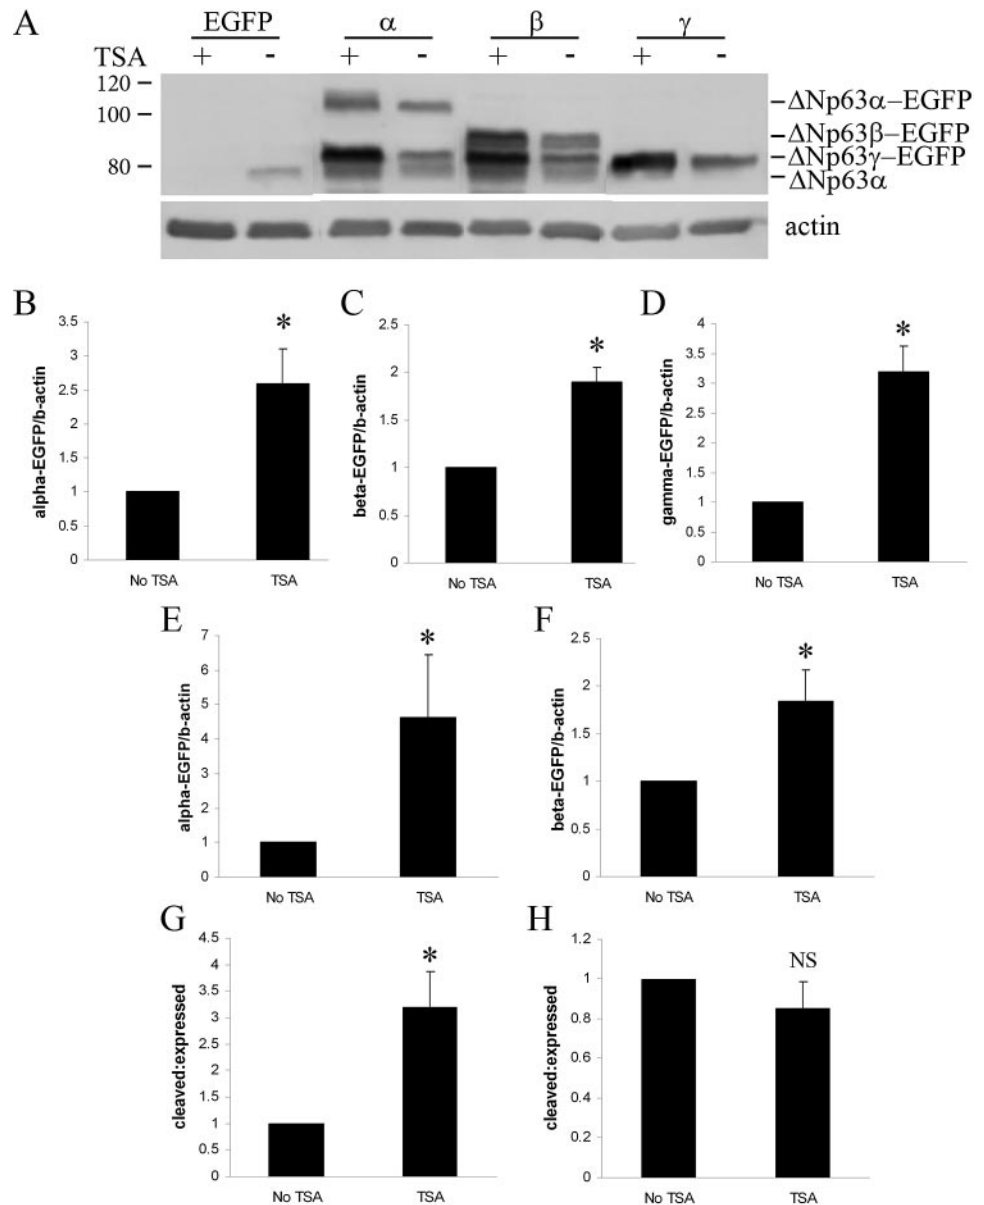 A
EGFP α β γ
TSA + - + - + - + -
120
100
80
ΔNp63α–EGFP
ΔNp63β–EGFP
ΔNp63γ–EGFP
ΔNp63α
actin
B
alpha-EGFP/b-actin
3.5
3
2.5
2
1.5
1
0.5
0
*
No TSA TSA
C
beta-EGFP/b-actin
2.5
2
1.5
1
0.5
0
*
No TSA TSA
D
gamma-EGFP/b-actin
4
3.5
3
2.5
2
1.5
1
0.5
0
*
No TSA TSA
E
alpha-EGFP/b-actin
7
6
5
4
3
2
1
0
*
No TSA TSA
F
beta-EGFP/b-actin
2.5
2
1.5
1
0.5
0
*
No TSA TSA
G
cleaved:expressed
4.5
4
3.5
3
2.5
2
1.5
1
0.5
0
*
No TSA TSA
H
cleaved:expressed
1.2
1
0.8
0.6
0.4
0.2
0
NS
No TSA TSA